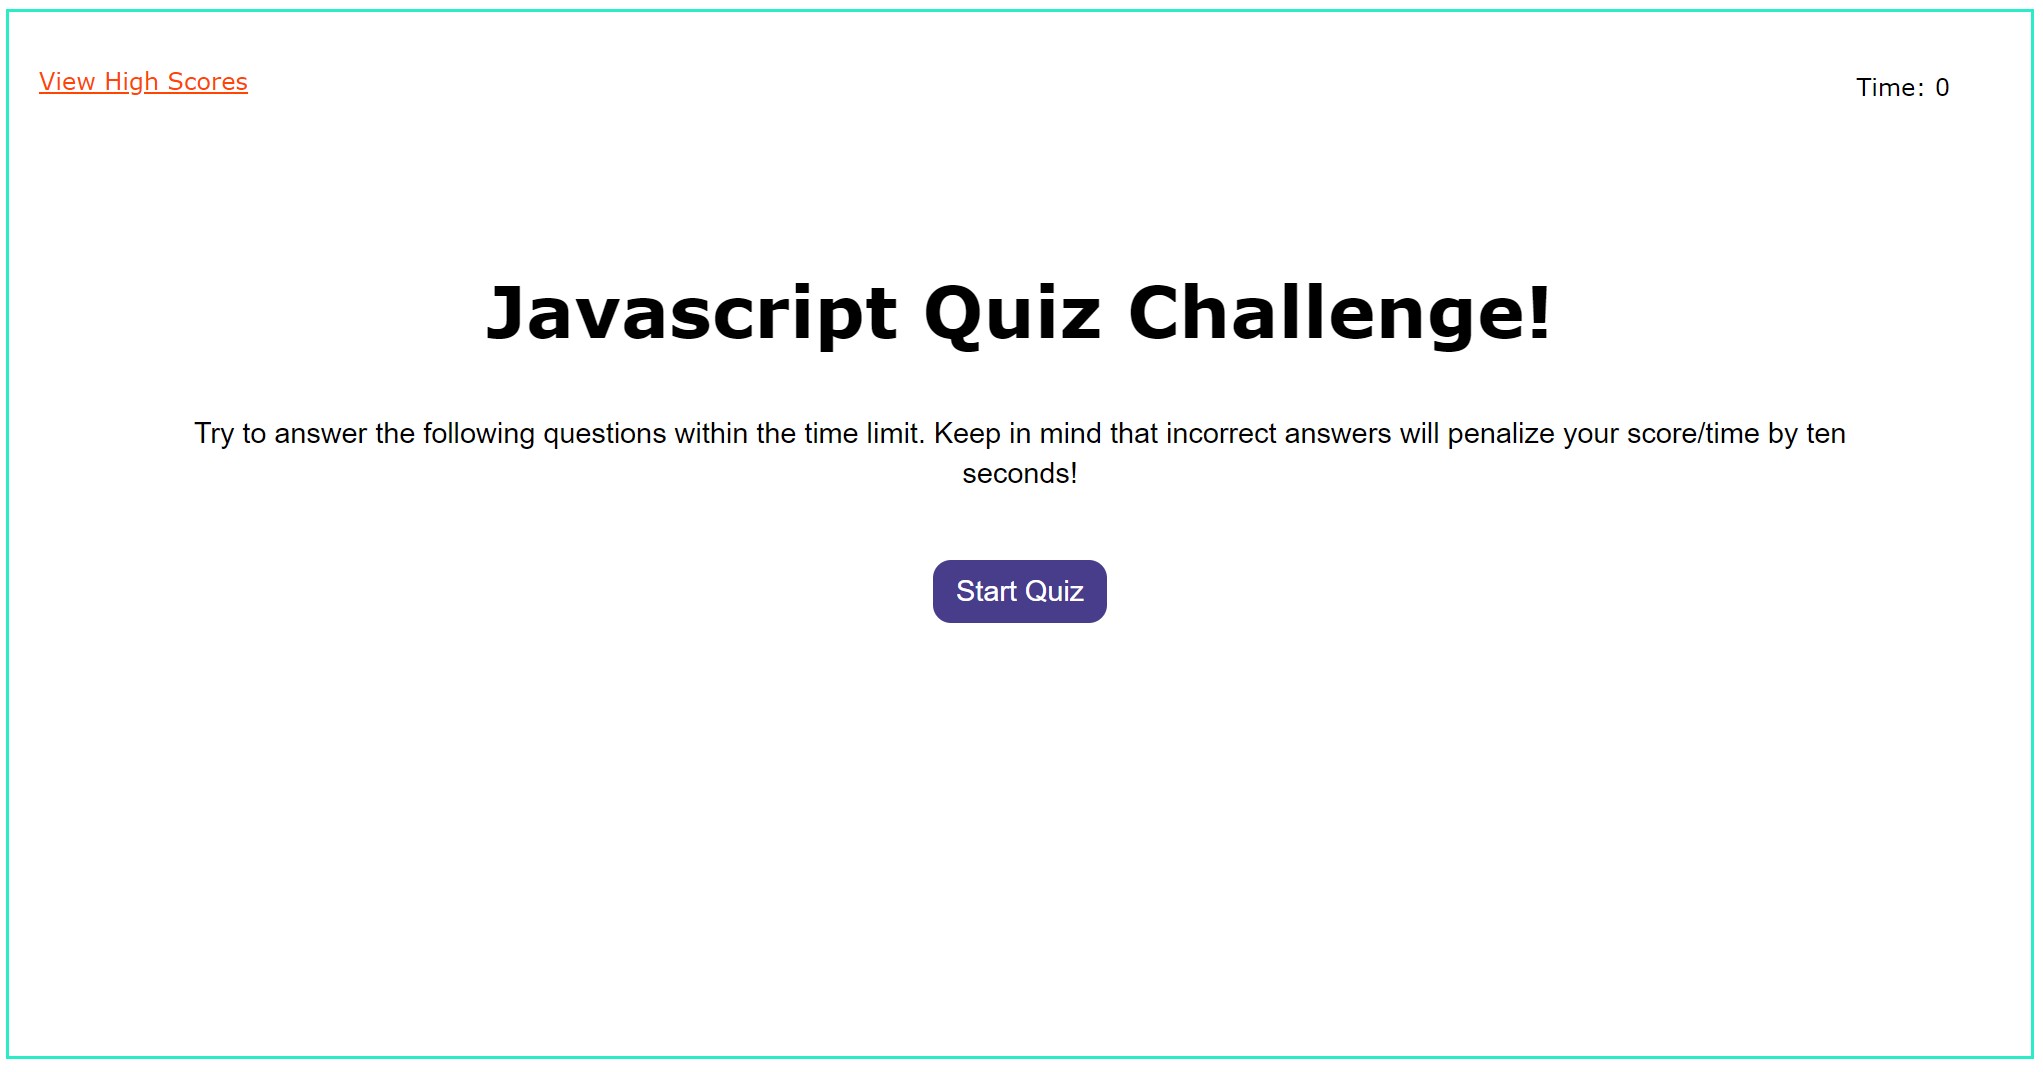 View High Scores
Time: 0
Javascript Quiz Challenge!
Try to answer the following questions within the time limit. Keep in mind that incorrect answers will penalize your score/time by ten
seconds!
Start Quiz